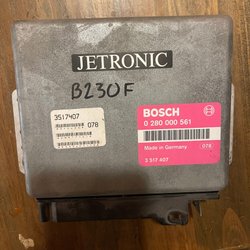 JETRONIC
B230F
3517407
078
BOSCH
0 280 000 561
Made in Germany
078
3 517 407